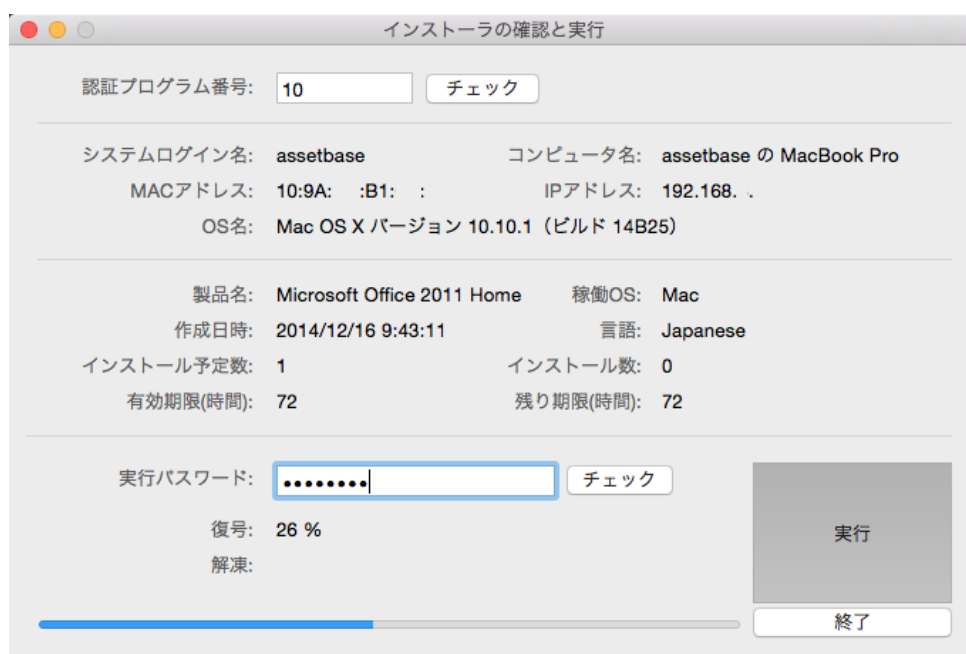 インストーラの確認と実行
認証プログラム番号: 10 チェック
システムログイン名: assetbase コンピュータ名: assetbase の MacBook Pro
MACアドレス: 10:9A: :B1: : IPアドレス: 192.168. .
OS名: Mac OS X バージョン 10.10.1（ビルド 14B25）
製品名: Microsoft Office 2011 Home 稼働OS: Mac
作成日時: 2014/12/16 9:43:11 言語: Japanese
インストール予定数: 1 インストール数: 0
有効期限(時間): 72 残り期限(時間): 72
実行パスワード: •••••••• チェック
復号: 26 %
実行
解凍:
終了